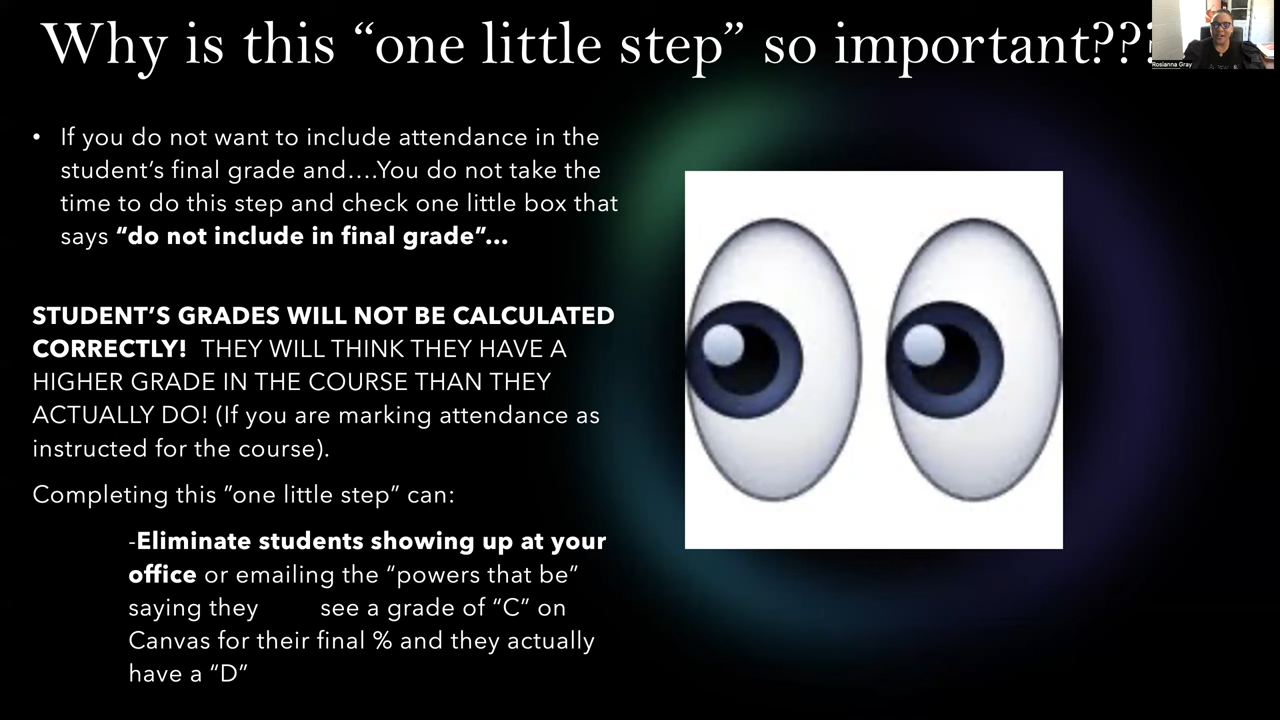 Why is this “one little step” so important???
Rosianna Gray
• If you do not want to include attendance in the
student’s final grade and….You do not take the
time to do this step and check one little box that
says “do not include in final grade”…
STUDENT’S GRADES WILL NOT BE CALCULATED
CORRECTLY! THEY WILL THINK THEY HAVE A
HIGHER GRADE IN THE COURSE THAN THEY
ACTUALLY DO! (If you are marking attendance as
instructed for the course).
Completing this ”one little step” can:
-Eliminate students showing up at your
office or emailing the “powers that be”
saying they see a grade of “C” on
Canvas for their final % and they actually
have a “D”